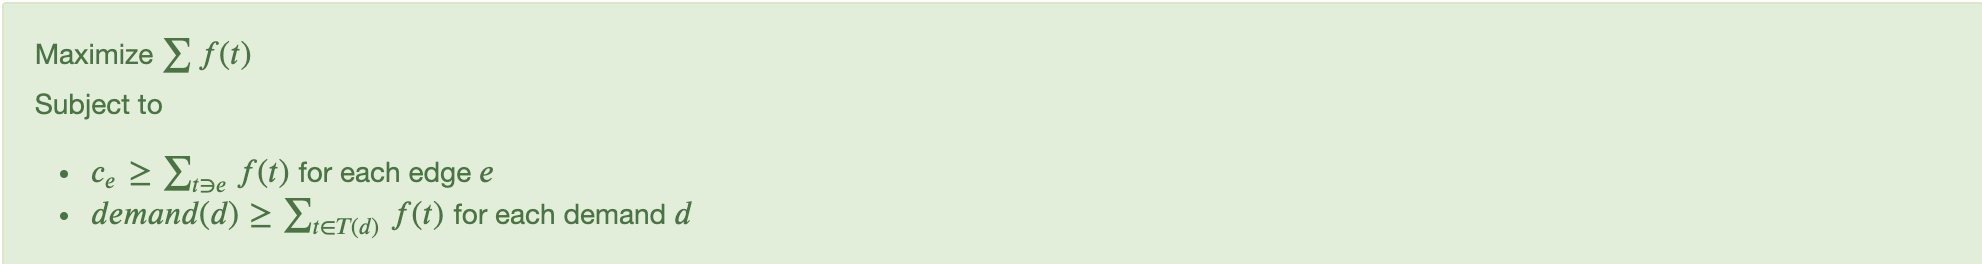 Maximize ∑ f(t)
Subject to
• c_e ≥ ∑_{t∋e} f(t) for each edge e
• demand(d) ≥ ∑_{t∈T(d)} f(t) for each demand d